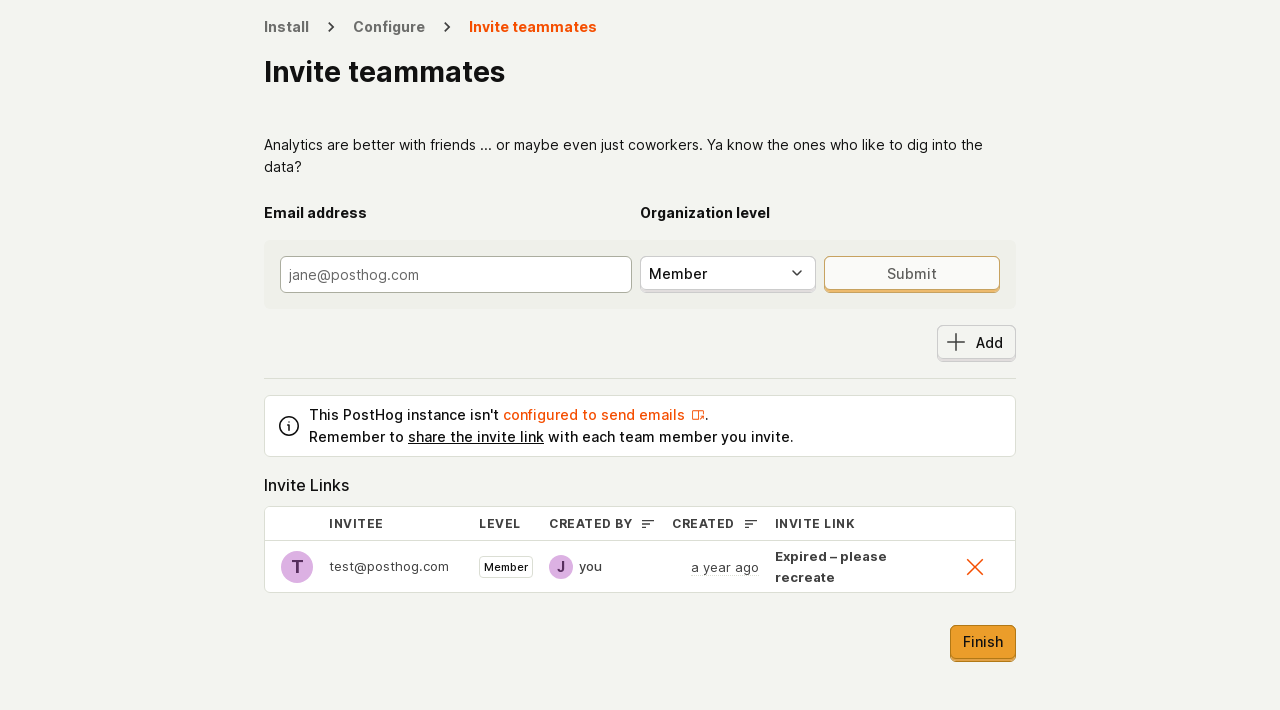 Install Configure Invite teammates
Invite teammates
Analytics are better with friends ... or maybe even just coworkers. Ya know the ones who like to dig into the
data?
Email address Organization level
jane@posthog.com Member Submit
Add
This PostHog instance isn't configured to send emails .
Remember to share the invite link with each team member you invite.
Invite Links
INVITEE LEVEL CREATED BY CREATED INVITE LINK
T test@posthog.com Member J you a year ago Expired – please
recreate
Finish